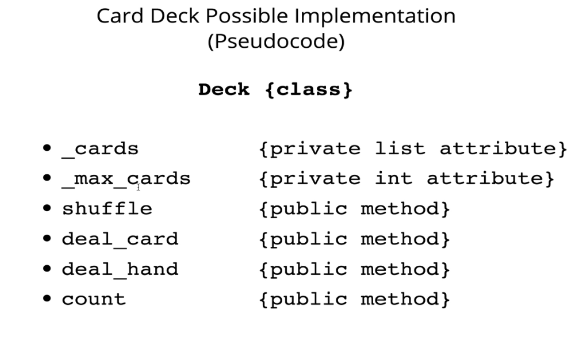 Card Deck Possible Implementation
(Pseudocode)
Deck {class}
• _cards {private list attribute}
• _max_cards {private int attribute}
• shuffle {public method}
• deal_card {public method}
• deal_hand {public method}
• count {public method}